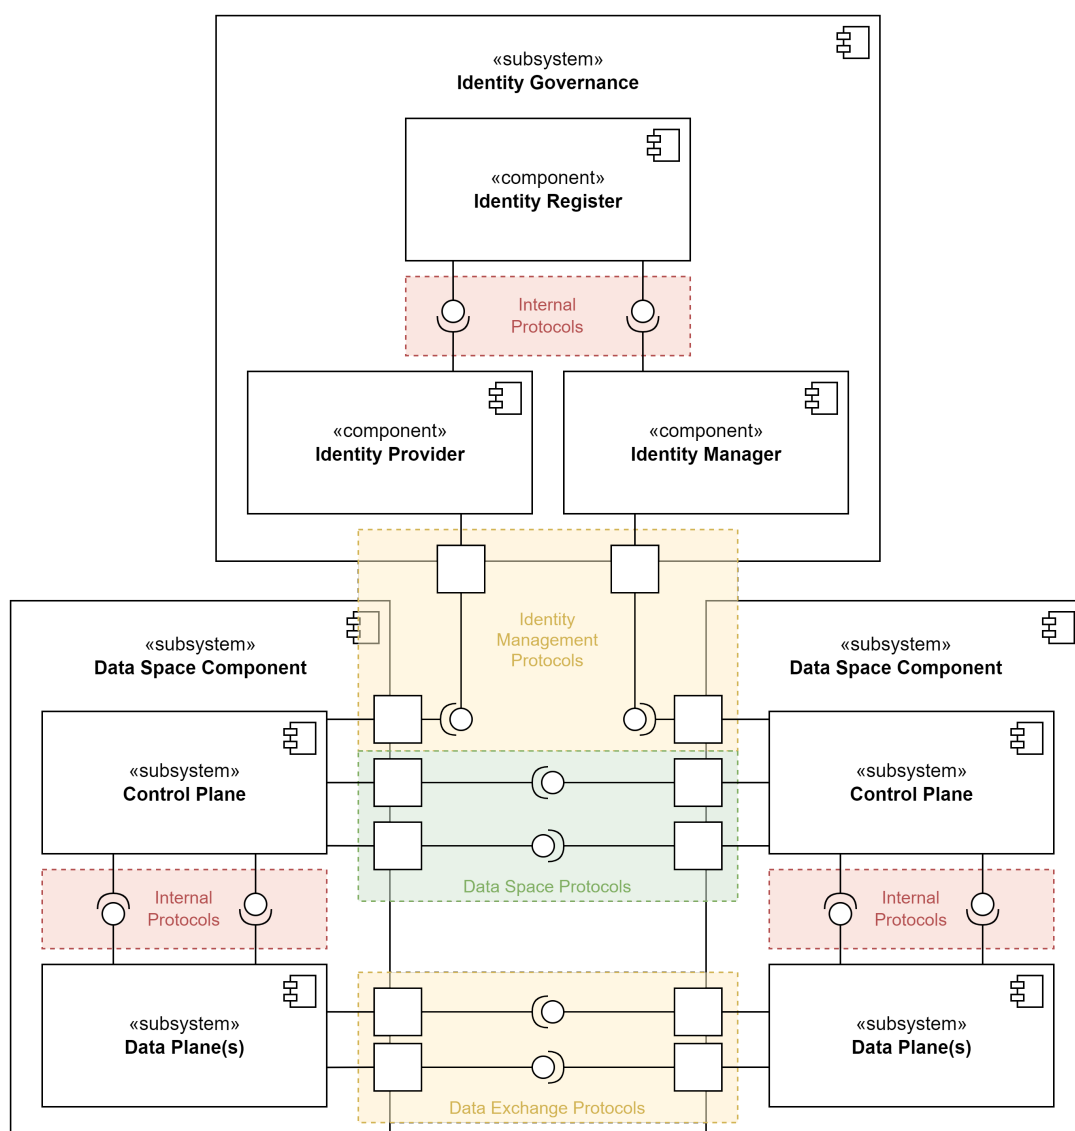 «subsystem»
Identity Governance
«component»
Identity Register
Internal
Protocols
«component»
Identity Provider
«component»
Identity Manager
Identity
Management
Protocols
«subsystem»
Data Space Component
«subsystem»
Data Space Component
«subsystem»
Control Plane
«subsystem»
Control Plane
Data Space Protocols
Internal
Protocols
Internal
Protocols
«subsystem»
Data Plane(s)
«subsystem»
Data Plane(s)
Data Exchange Protocols